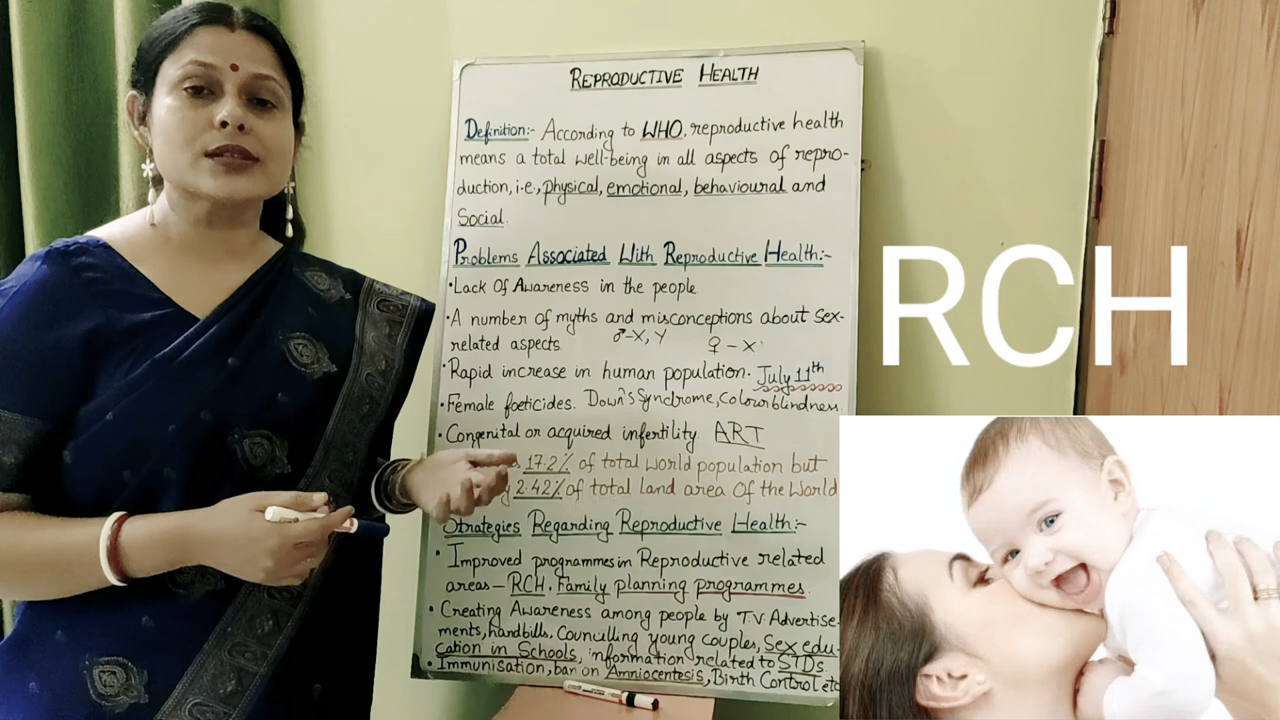 REPRODUCTIVE HEALTH
Definition:- According to WHO, reproductive health
means a total well-being in all aspects of repro-
duction, i.e., physical, emotional, behavioural and
Social.
Problems Associated With Reproductive Health:-
•Lack Of Awareness in the people
•A number of myths and misconceptions about sex-
related aspects ♂-X, Y ♀-X
•Rapid increase in human population. July 11th
•Female foeticides. Down's Syndrome, Colourblindness.
•Congenital or acquired infertility. ART
17.2% of total world population but
2.42% of total land area of the World
Strategies Regarding Reproductive Health:-
• Improved programmes in Reproductive related
areas - RCH. Family planning programmes.
• Creating Awareness among people by T.V. Advertise-
ments, handbills, Councilling young couples, Sex edu-
cation in Schools, information related to STDs
• Immunisation, ban on Amniocentesis, Birth Control etc
RCH